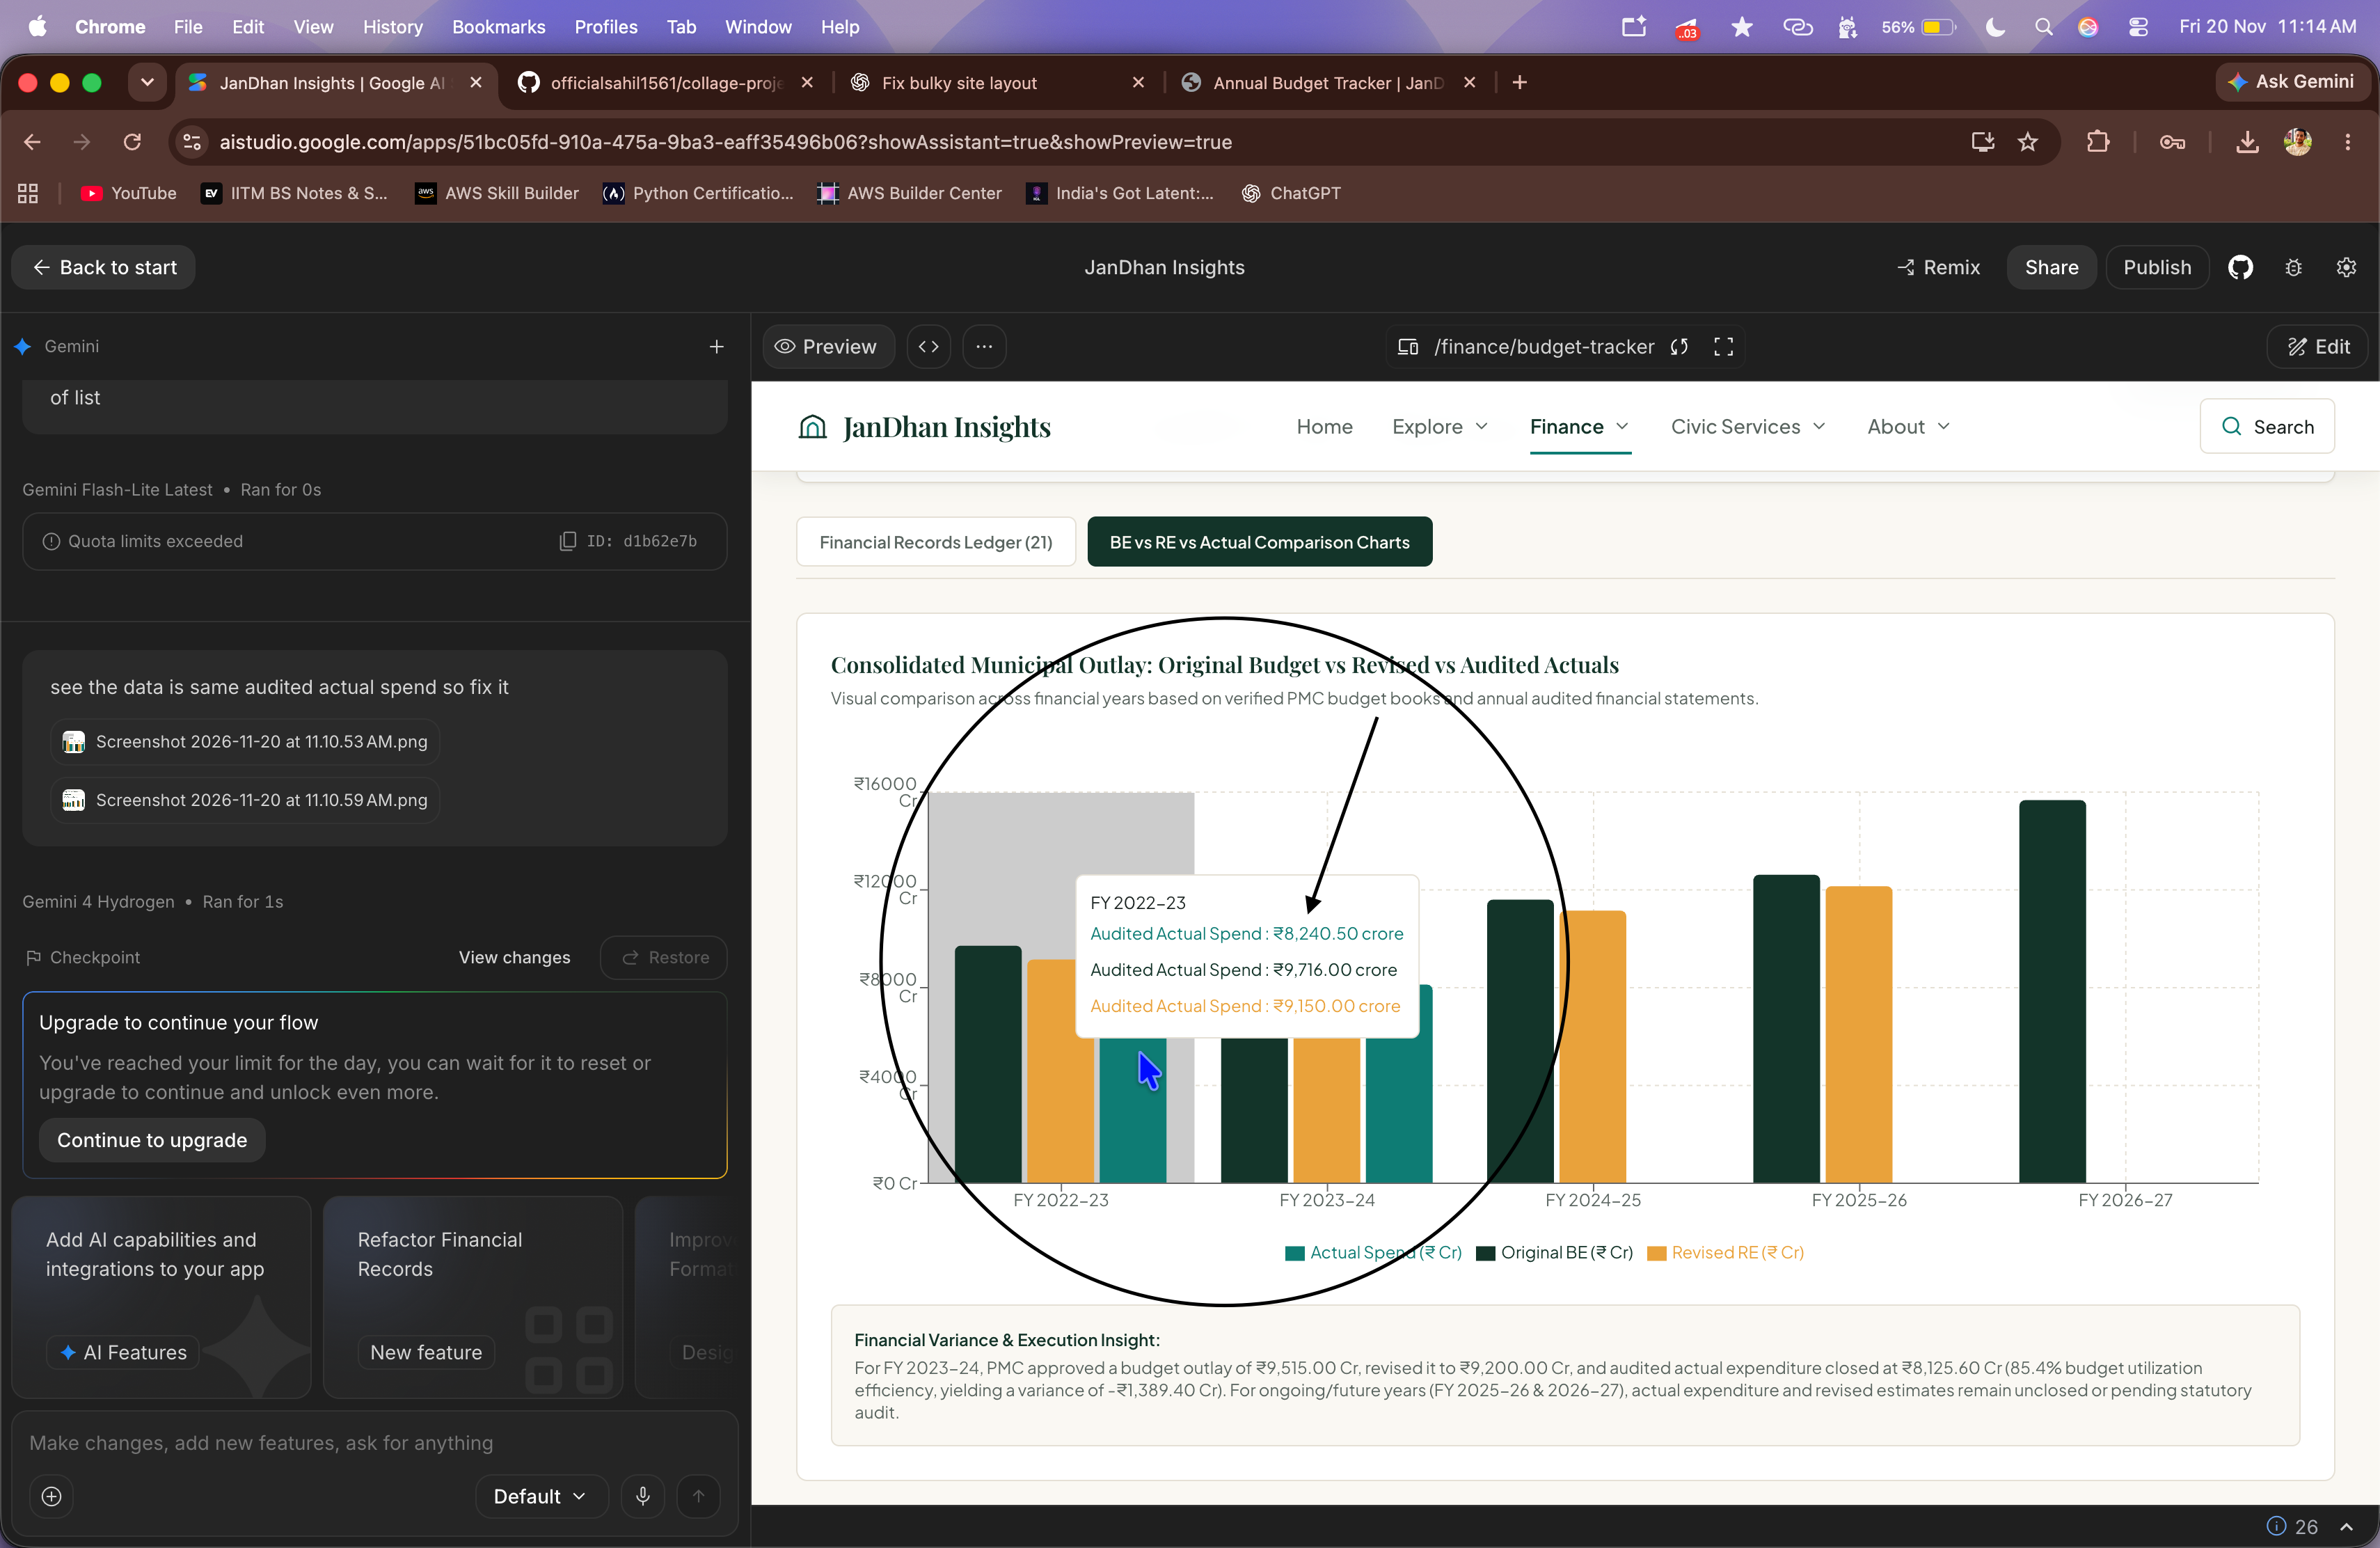 Chrome File Edit View History Bookmarks Profiles Tab Window Help
..03
56%
Fri 20 Nov 11:14 AM
JanDhan Insights | Google AI
officialsahil1561/collage-proje
Fix bulky site layout
Annual Budget Tracker | JanD
Ask Gemini
aistudio.google.com/apps/51bc05fd-910a-475a-9ba3-eaff35496b06?showAssistant=true&showPreview=true
YouTube
EV
IITM BS Notes & S...
aws
AWS Skill Builder
Python Certificatio...
AWS Builder Center
India's Got Latent:...
ChatGPT
Back to start
JanDhan Insights
Remix
Share
Publish
Gemini
of list
Gemini Flash-Lite Latest • Ran for 0s
Quota limits exceeded
ID: d1b62e7b
see the data is same audited actual spend so fix it
Screenshot 2026-11-20 at 11.10.53 AM.png
Screenshot 2026-11-20 at 11.10.59 AM.png
Gemini 4 Hydrogen • Ran for 1s
Checkpoint
View changes
Restore
Upgrade to continue your flow
You've reached your limit for the day, you can wait for it to reset or
upgrade to continue and unlock even more.
Continue to upgrade
Add AI capabilities and
integrations to your app
AI Features
Refactor Financial
Records
New feature
Improve
Format
Desig
Make changes, add new features, ask for anything
Default
Preview
/finance/budget-tracker
Edit
JanDhan Insights
Home
Explore
Finance
Civic Services
About
Search
Financial Records Ledger (21)
BE vs RE vs Actual Comparison Charts
Consolidated Municipal Outlay: Original Budget vs Revised vs Audited Actuals
Visual comparison across financial years based on verified PMC budget books and annual audited financial statements.
₹16000
Cr
₹12000
Cr
₹8000
Cr
₹4000
Cr
₹0 Cr
FY 2022-23
Audited Actual Spend : ₹8,240.50 crore
Audited Actual Spend : ₹9,716.00 crore
Audited Actual Spend : ₹9,150.00 crore
FY 2022-23
FY 2023-24
FY 2024-25
FY 2025-26
FY 2026-27
Actual Spend (₹ Cr)
Original BE (₹ Cr)
Revised RE (₹ Cr)
Financial Variance & Execution Insight:
For FY 2023-24, PMC approved a budget outlay of ₹9,515.00 Cr, revised it to ₹9,200.00 Cr, and audited actual expenditure closed at ₹8,125.60 Cr (85.4% budget utilization
efficiency, yielding a variance of -₹1,389.40 Cr). For ongoing/future years (FY 2025-26 & 2026-27), actual expenditure and revised estimates remain unclosed or pending statutory
audit.
26